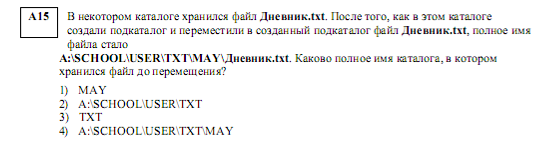 A15 В некотором каталоге хранился файл Дневник.txt. После того, как в этом каталоге
создали подкаталог и переместили в созданный подкаталог файл Дневник.txt, полное имя
файла стало
A:\SCHOOL\USER\TXT\MAY\Дневник.txt. Каково полное имя каталога, в котором
хранился файл до перемещения?
1) MAY
2) A:\SCHOOL\USER\TXT
3) TXT
4) A:\SCHOOL\USER\TXT\MAY